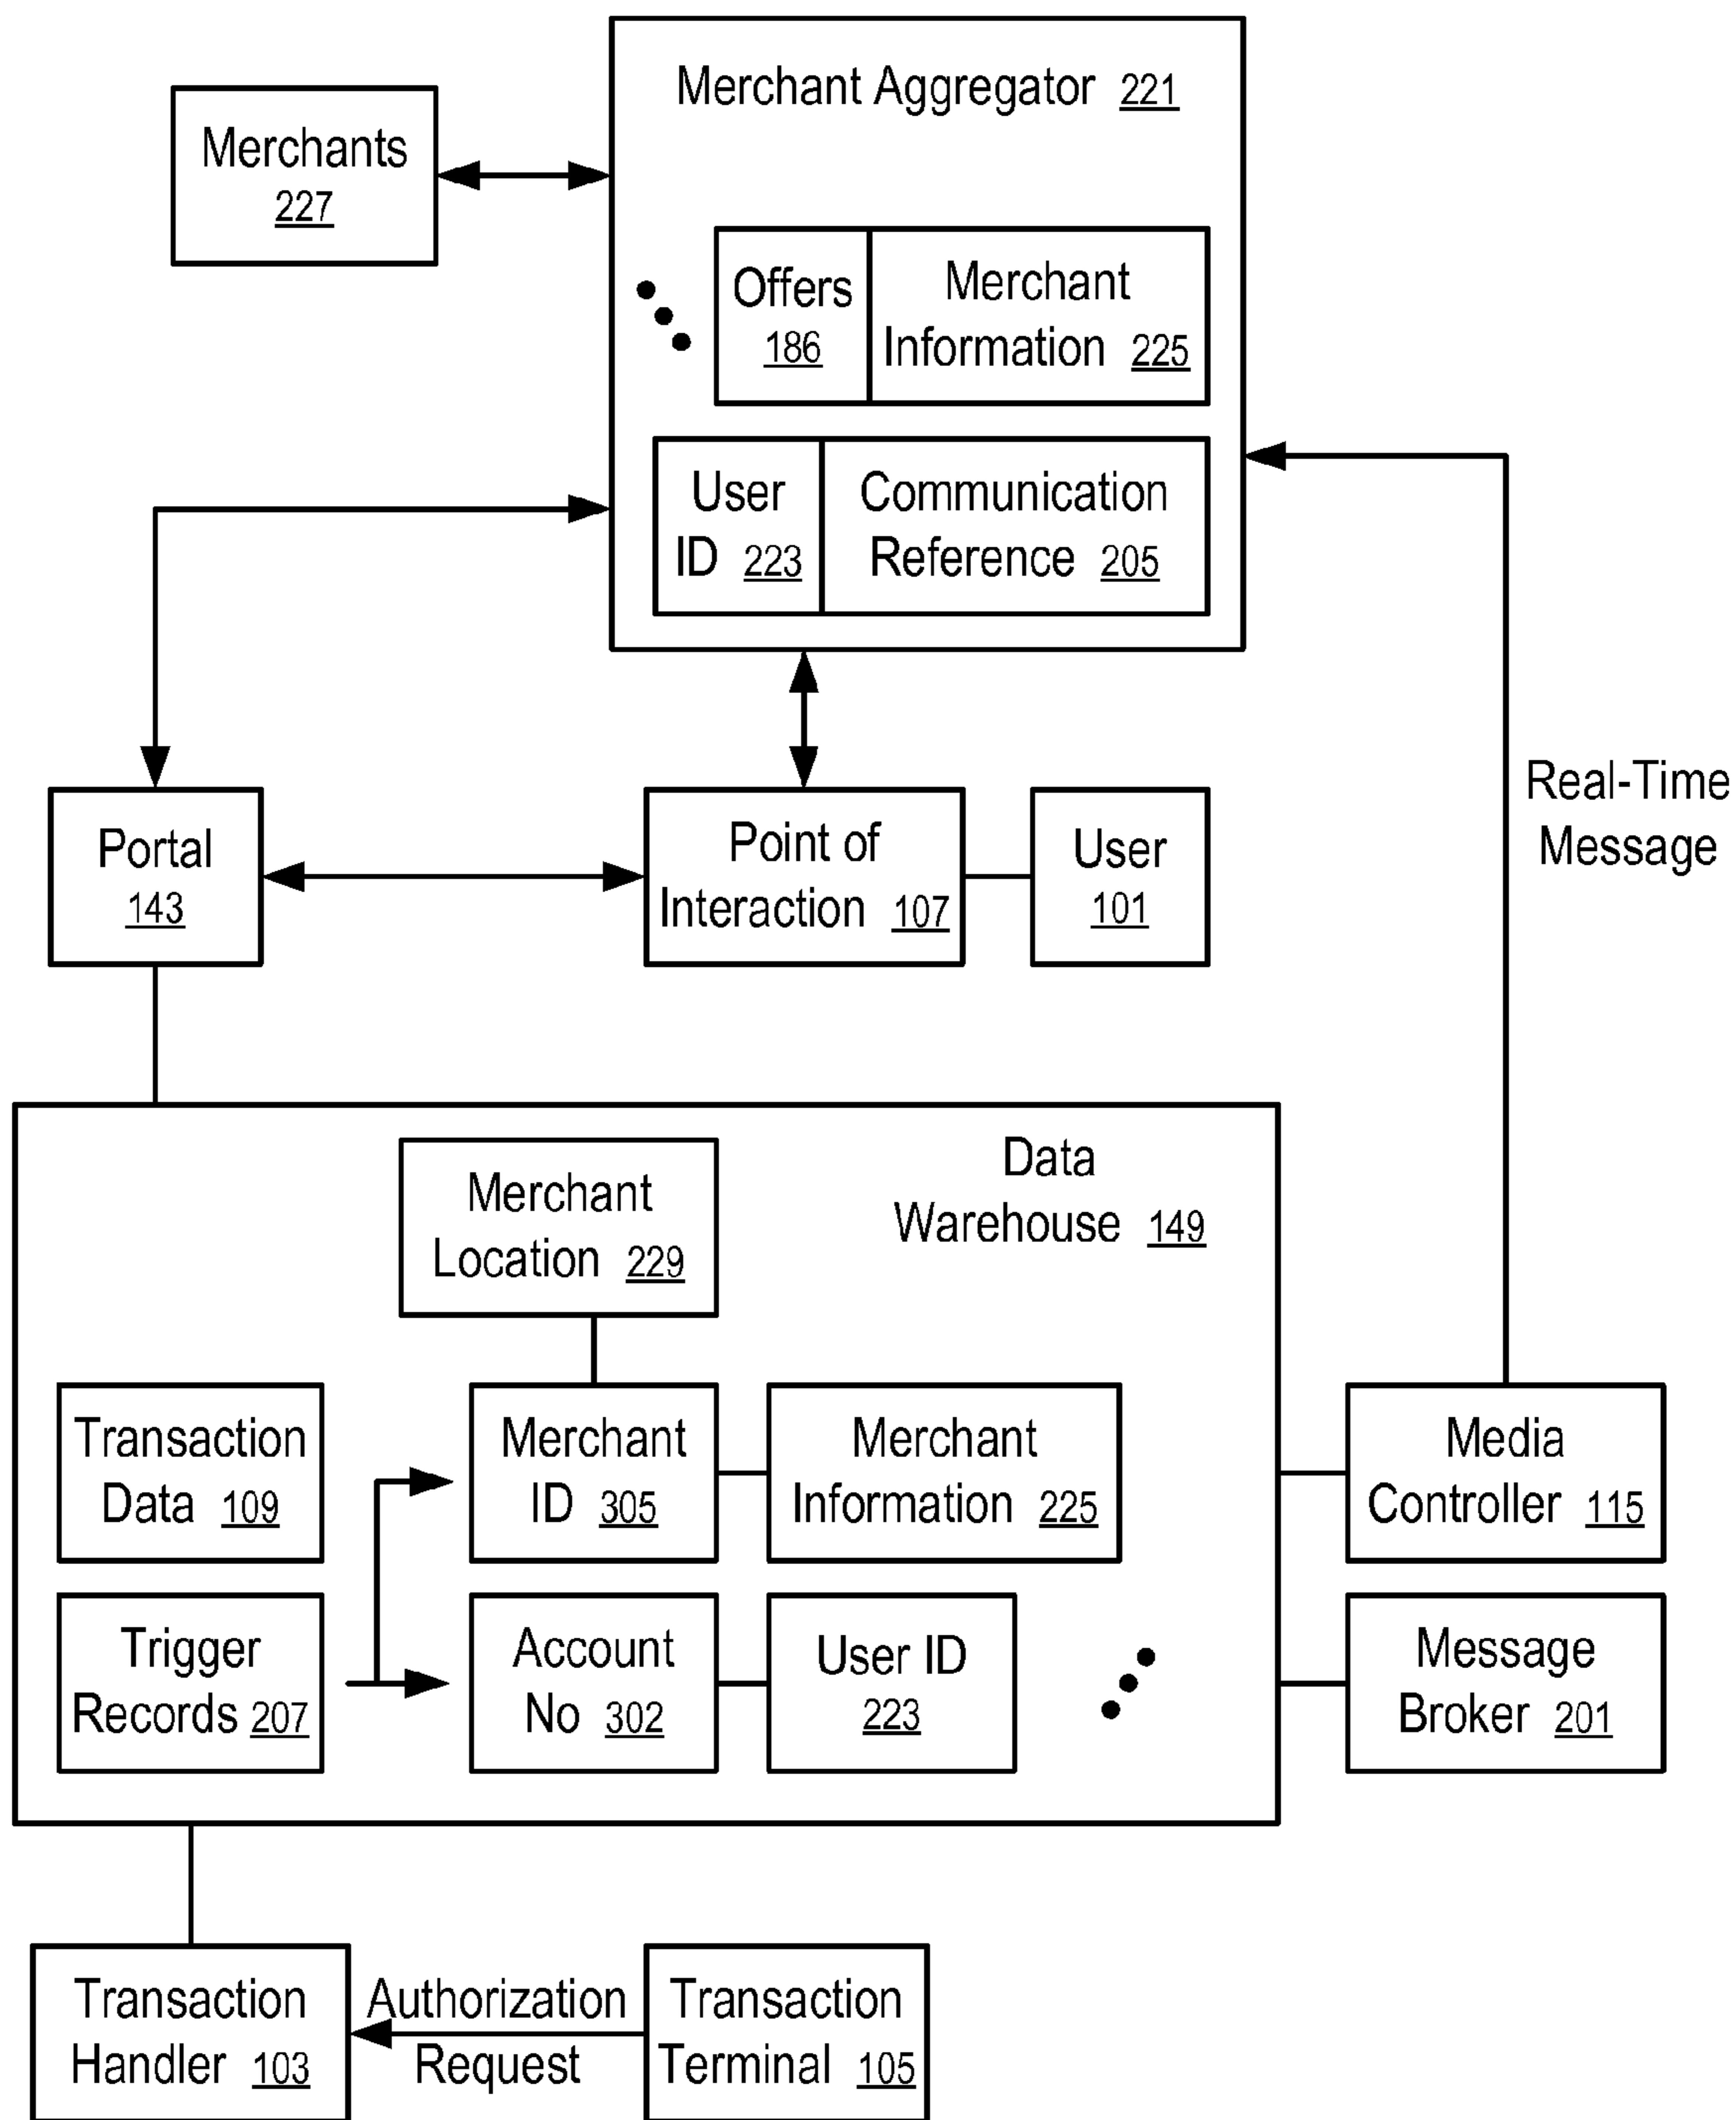 Merchant Aggregator 221
Merchants
227
Offers
186
Merchant
Information 225
User
ID 223
Communication
Reference 205
Real-Time
Message
Portal
143
Point of
Interaction 107
User
101
Data
Warehouse 149
Merchant
Location 229
Transaction
Data 109
Merchant
ID 305
Merchant
Information 225
Media
Controller 115
Trigger
Records 207
Account
No 302
User ID
223
Message
Broker 201
Transaction
Handler 103
Authorization
Request
Transaction
Terminal 105